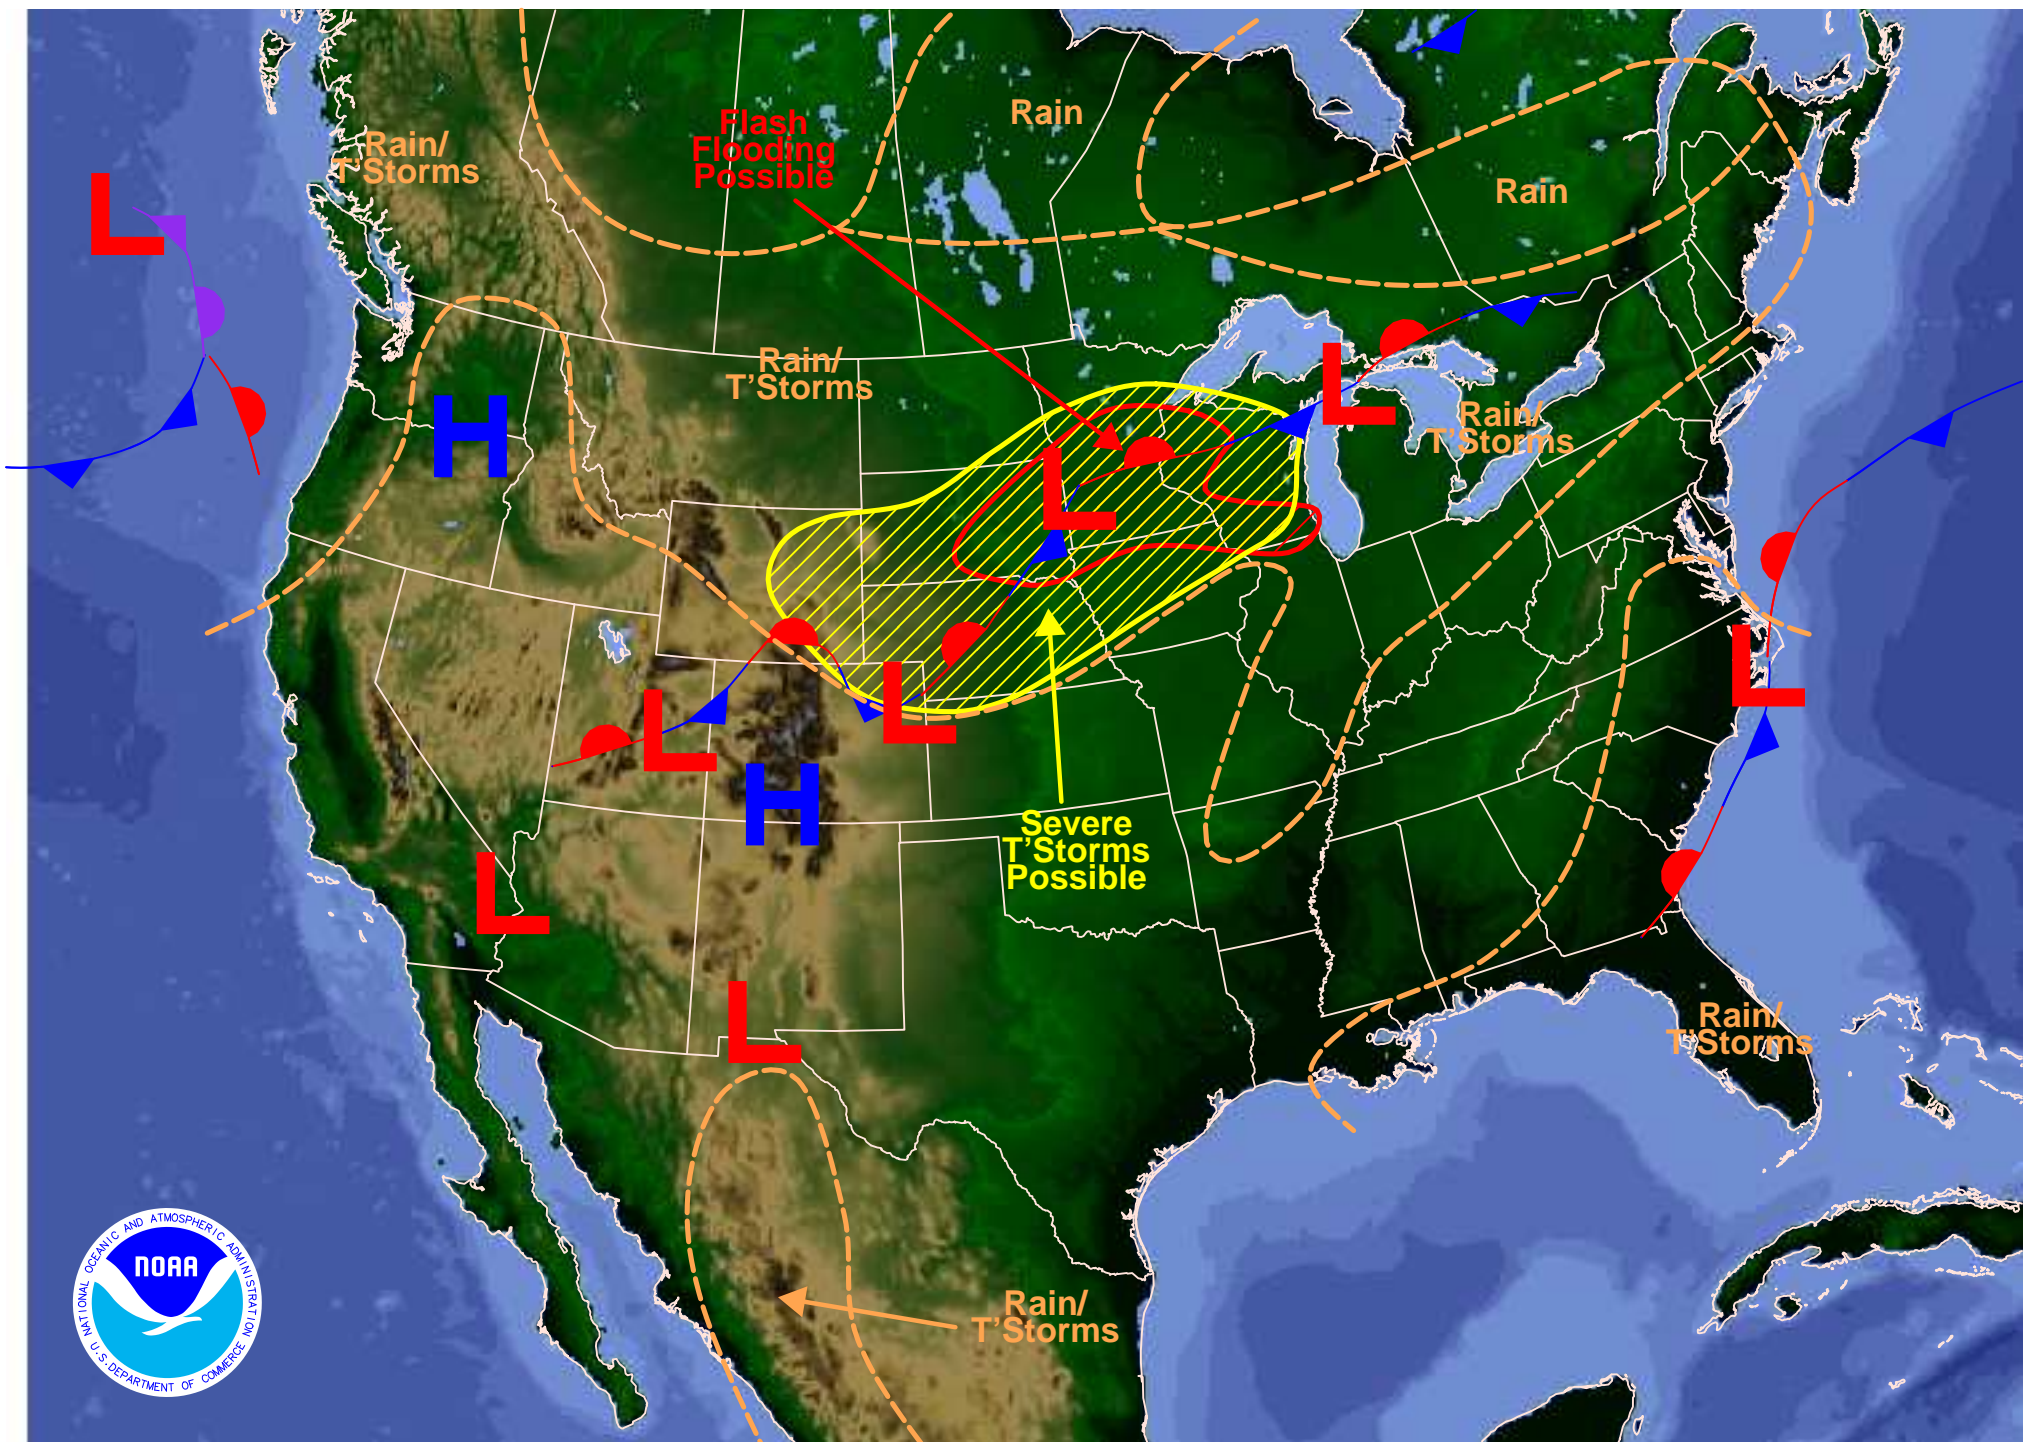 Rain
Flash
Flooding
Possible
Rain/
T'Storms
Rain
Rain/
T'Storms
Rain/
T'Storms
L
L
H
L
L
L
L
L
H
Severe
T'Storms
Possible
L
L
Rain/
T'Storms
Rain/
T'Storms
NATIONAL OCEANIC AND ATMOSPHERIC ADMINISTRATION
NOAA
U.S. DEPARTMENT OF COMMERCE